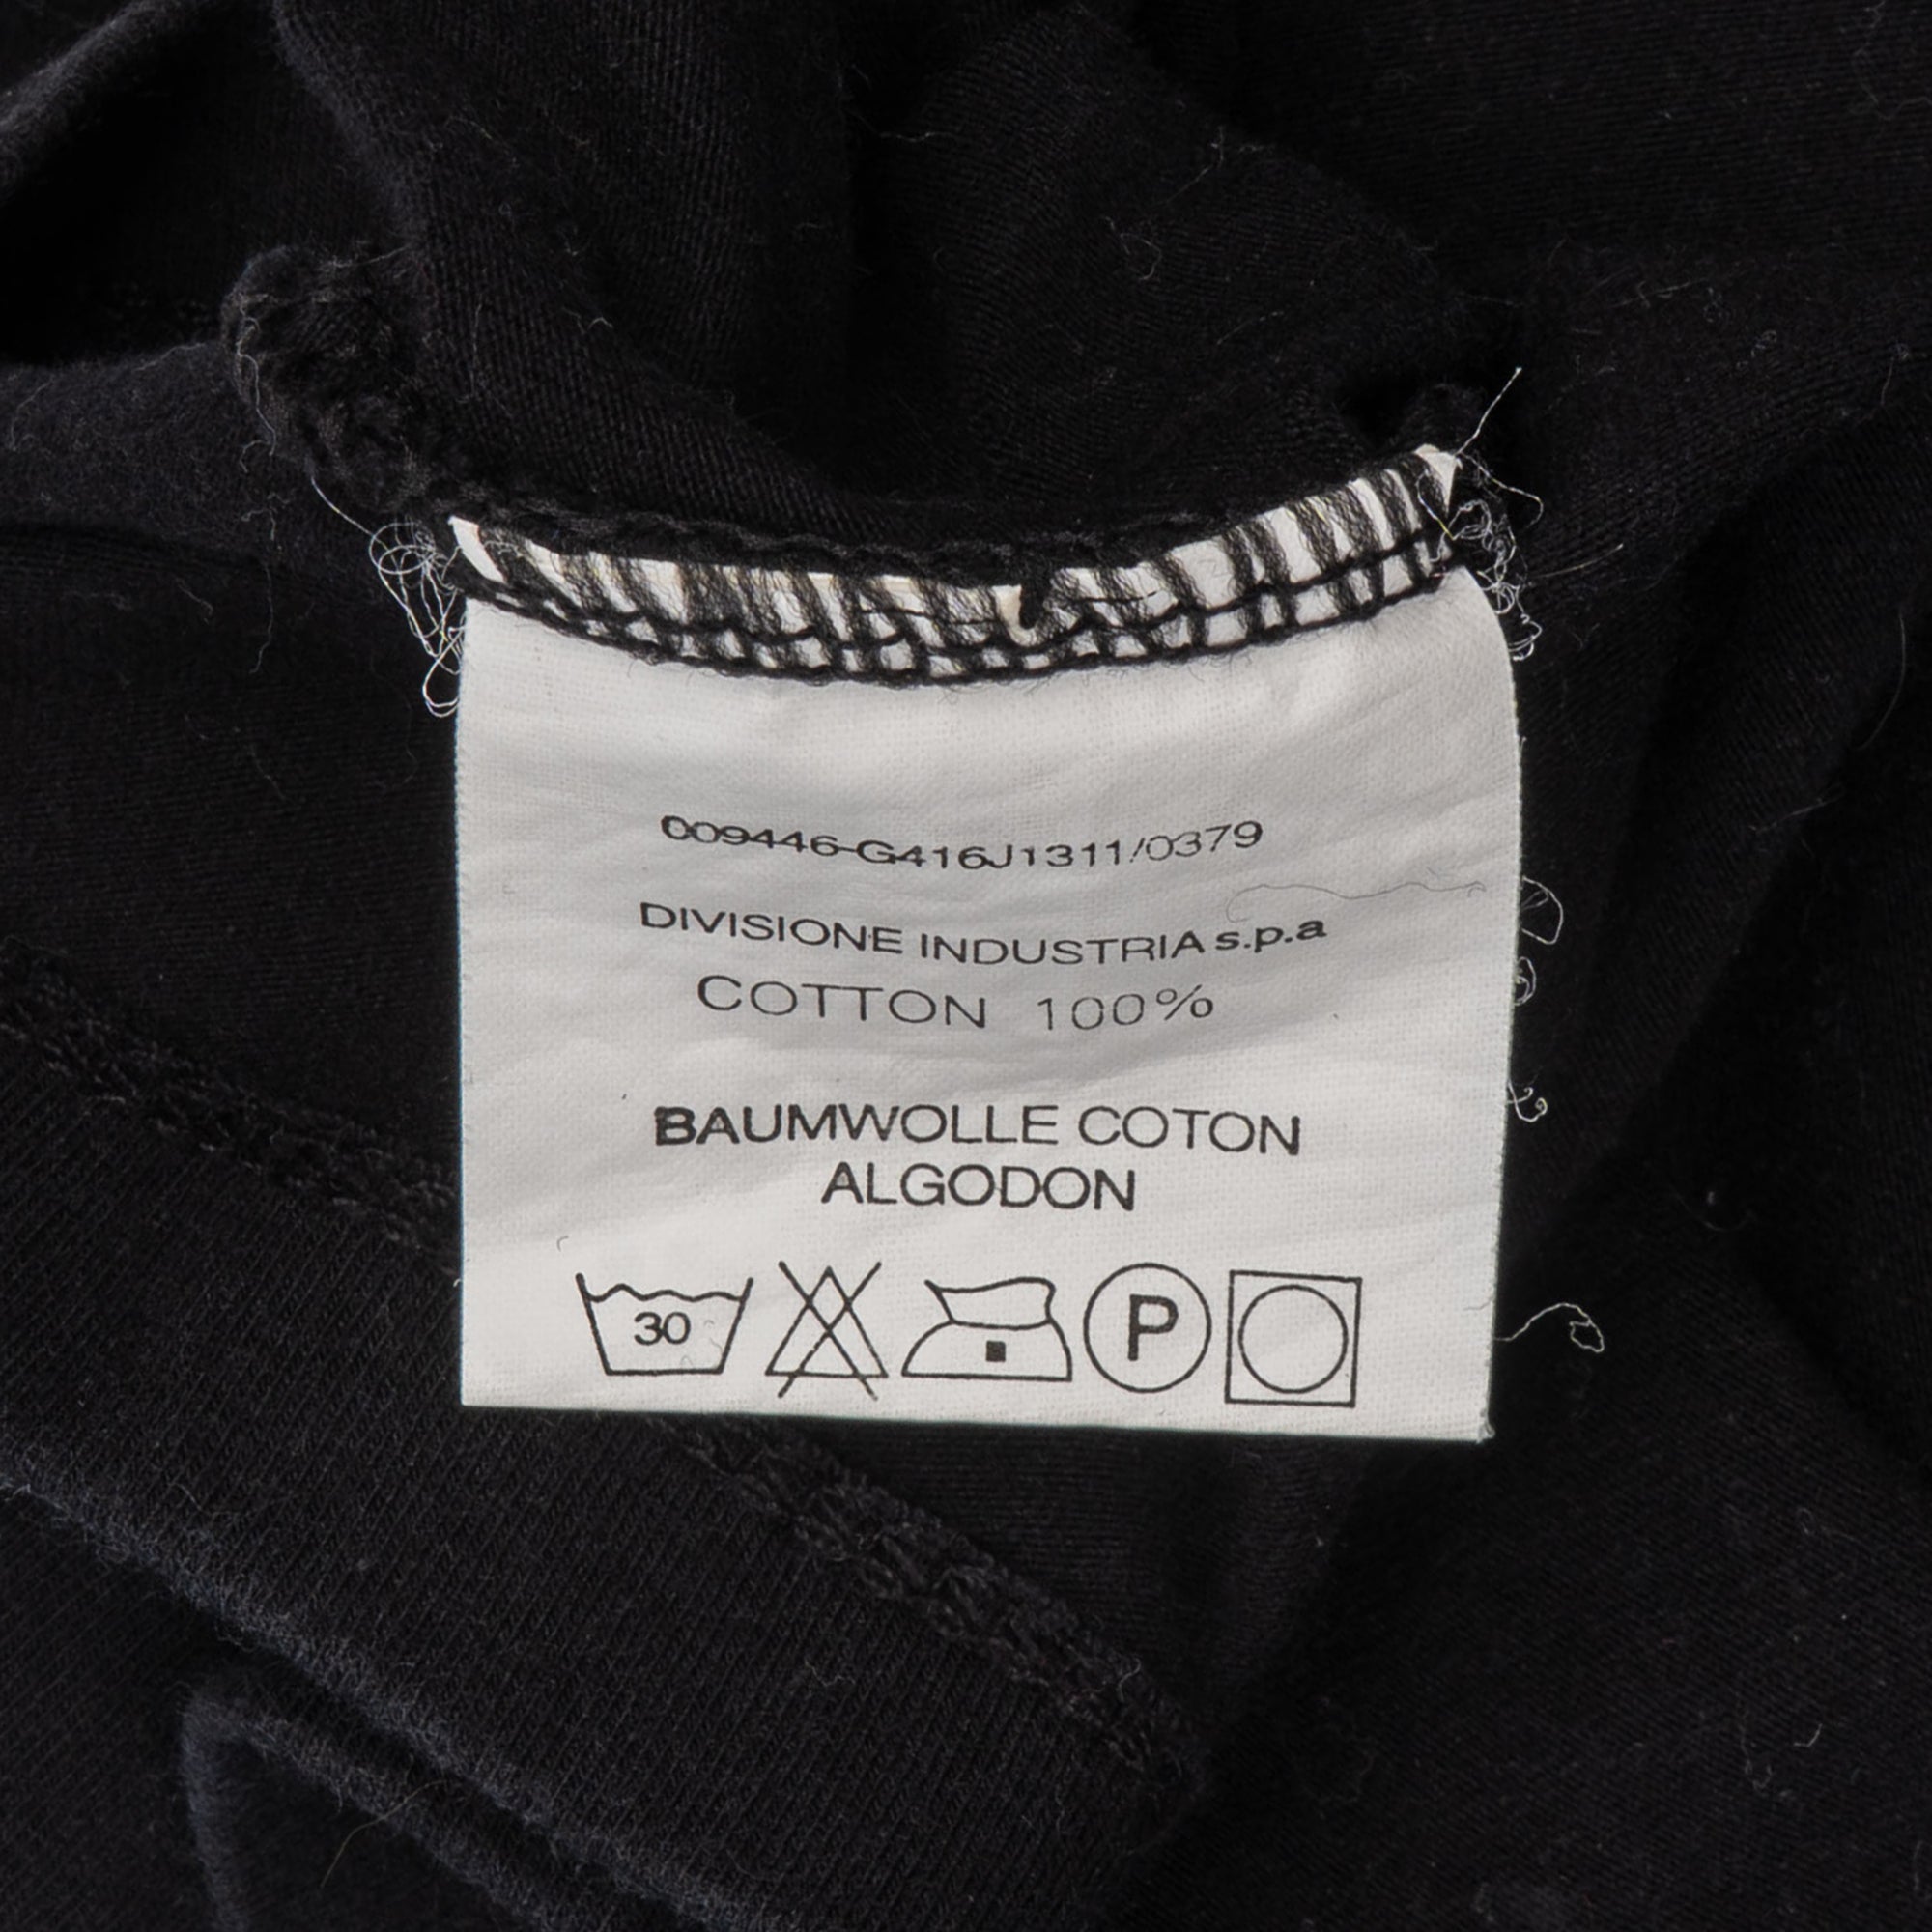 009446-G416J1311/0379
DIVISIONE INDUSTRIA s.p.a
COTTON 100%
BAUMWOLLE COTON
ALGODON
30 P